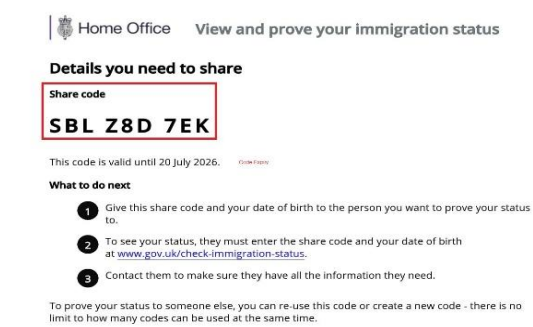 Home Office View and prove your immigration status
Details you need to share
Share code
SBL Z8D 7EK
This code is valid until 20 July 2026. Code Expiry
What to do next
1 Give this share code and your date of birth to the person you want to prove your status
to.
2 To see your status, they must enter the share code and your date of birth
at www.gov.uk/check-immigration-status.
3 Contact them to make sure they have all the information they need.
To prove your status to someone else, you can re-use this code or create a new code - there is no
limit to how many codes can be used at the same time.